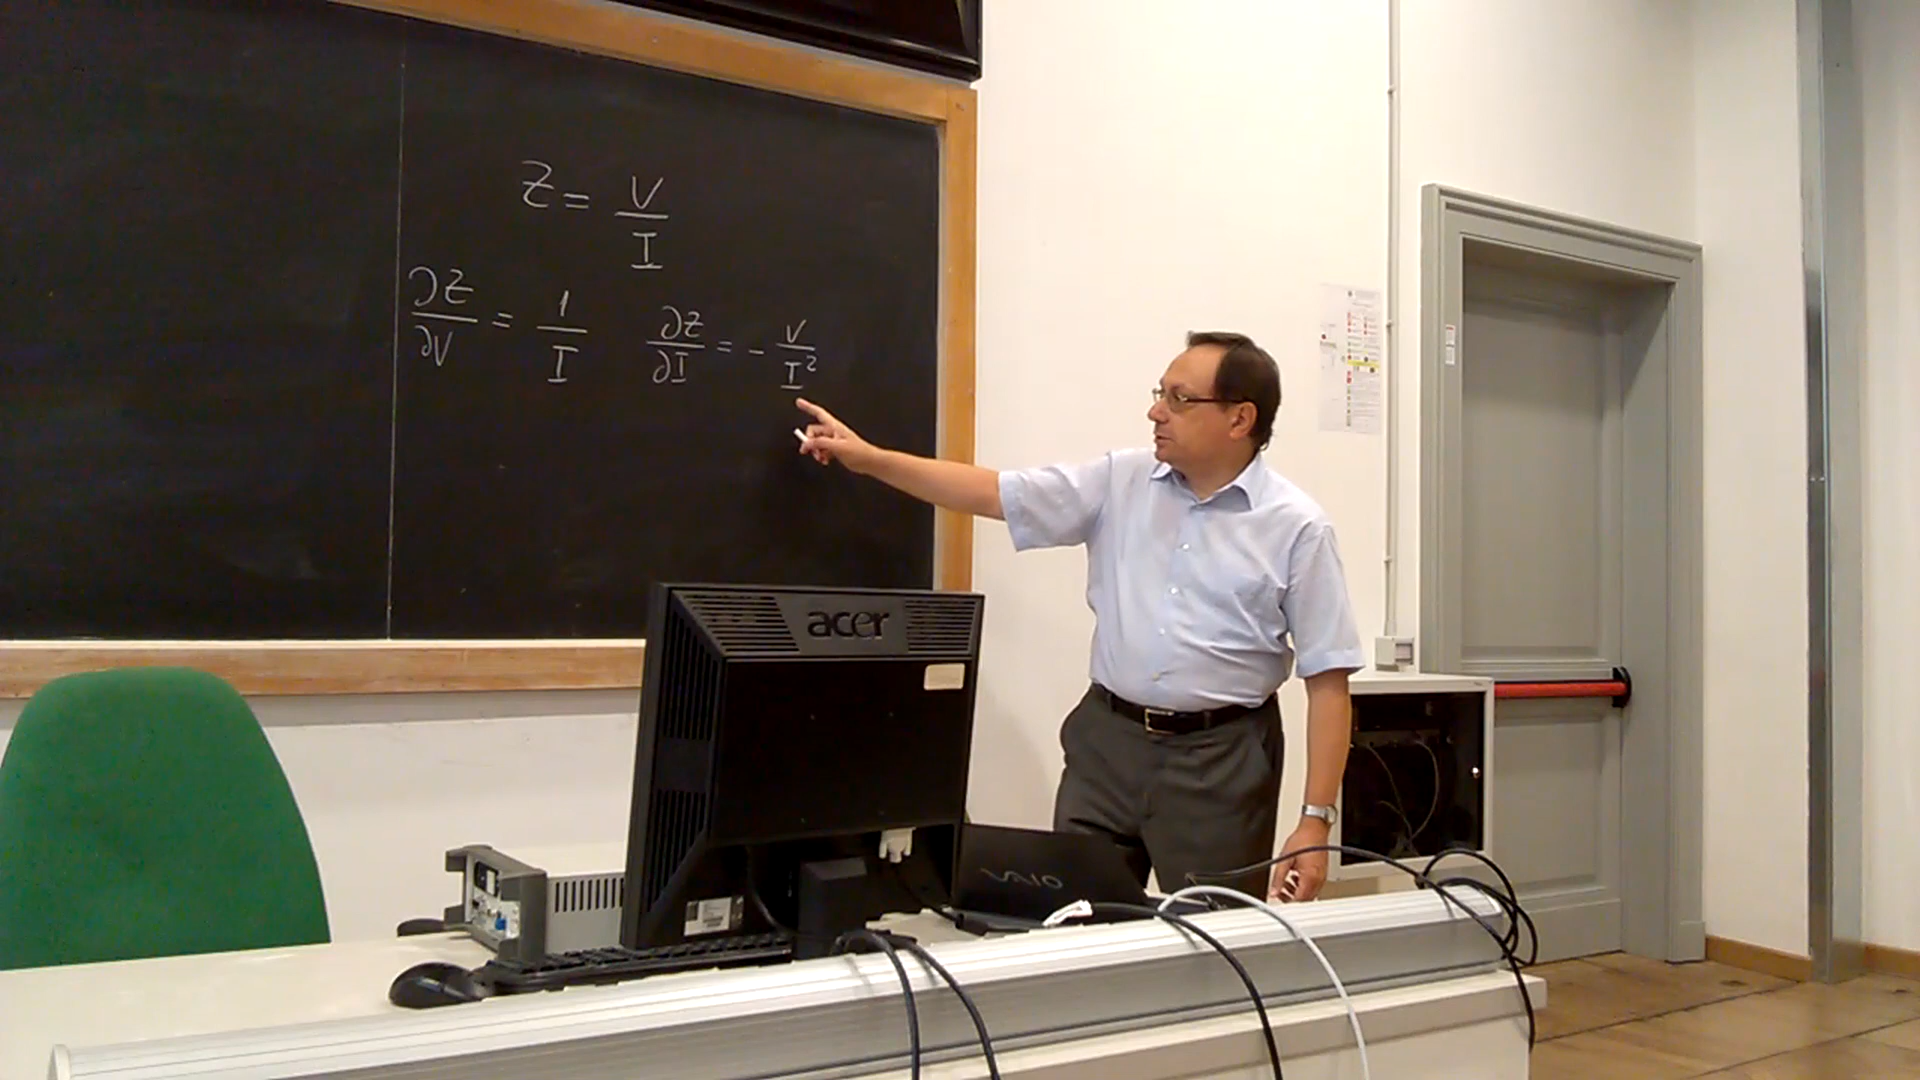 Z = V/I
∂Z/∂V = 1/I ∂Z/∂I = - V/I²
acer
VAIO